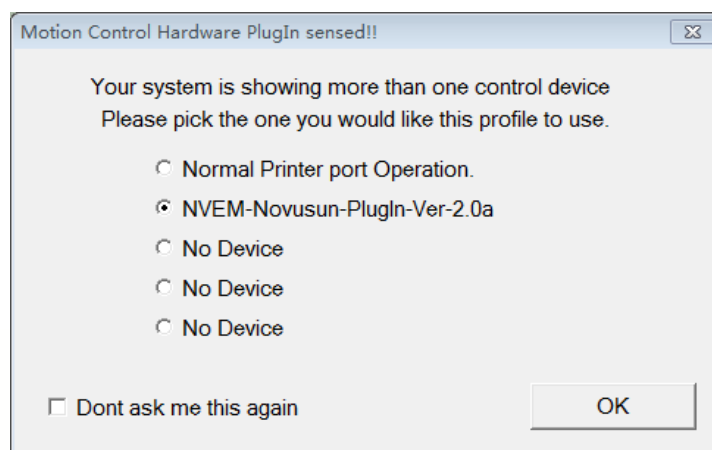 Motion Control Hardware PlugIn sensed!!
Your system is showing more than one control device
Please pick the one you would like this profile to use.
Normal Printer port Operation.
NVEM-Novusun-PlugIn-Ver-2.0a
No Device
No Device
No Device
Dont ask me this again
OK